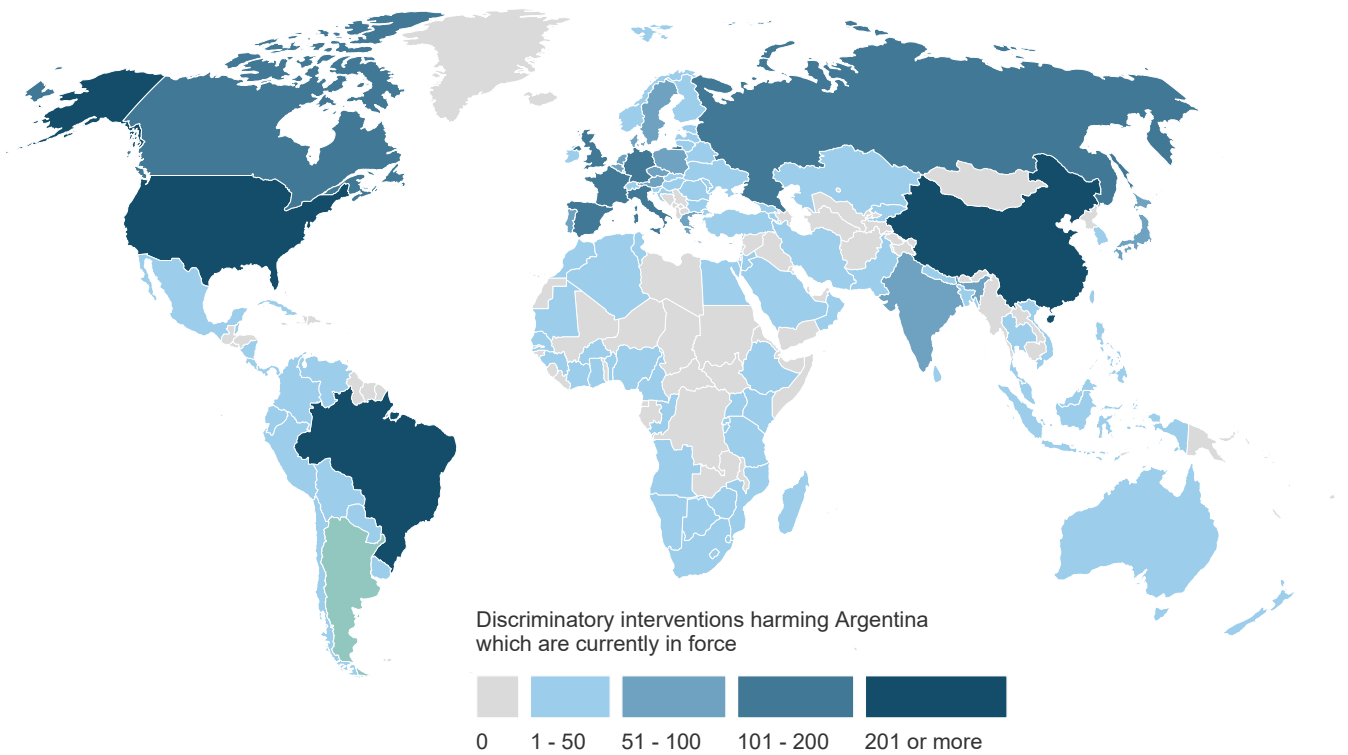 Discriminatory interventions harming Argentina
which are currently in force
0 1 - 50 51 - 100 101 - 200 201 or more